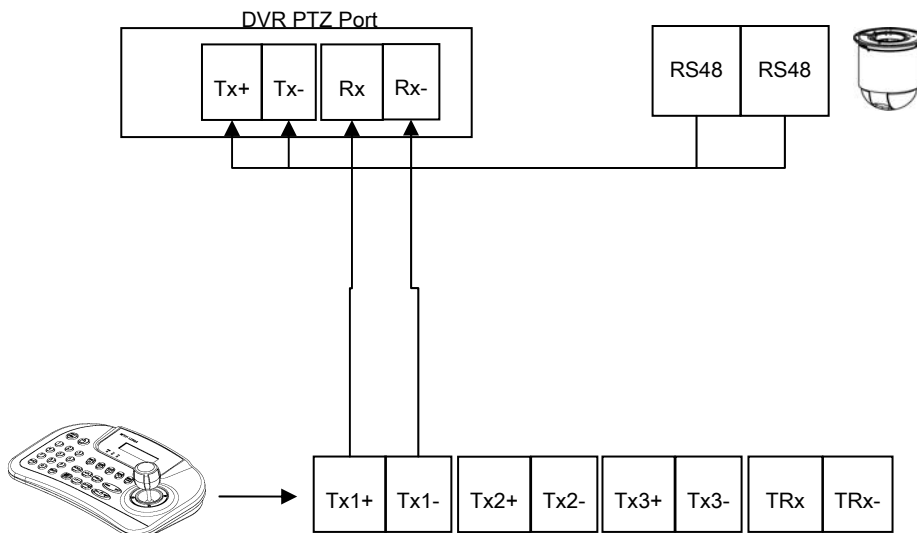 DVR PTZ Port
Tx+ Tx- Rx Rx-
RS48 RS48
Tx1+ Tx1- Tx2+ Tx2- Tx3+ Tx3- TRx TRx-